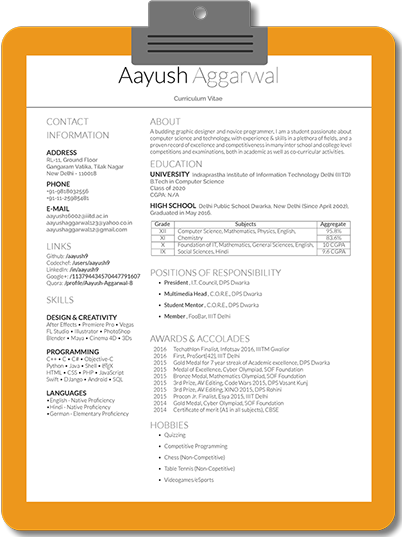 Aayush Aggarwal
Curriculum Vitae
CONTACT
INFORMATION
ADDRESS
RL-11, Ground Floor
Gangaram Vatika, Tilak Nagar
New Delhi - 110018
PHONE
+91-9818932556
+91-11-25985481
E-MAIL
aayush16002@iiitd.ac.in
aayushaggarwal123@yahoo.co.in
aayushaggarwal12@gmail.com
LINKS
Github: /aayush9
Codechef: /users/aayush9
LinkedIn: /in/aayush9
Google+: /113794434570447791607
Quora: /profile/Aayush-Aggarwal-8
SKILLS
DESIGN & CREATIVITY
After Effects • Premiere Pro • Vegas
FL Studio • Illustrator • PhotoShop
Blender • Maya • Cinema 4D • 3Ds
PROGRAMMING
C++ • C • C# • Objective-C
Python • Java • Shell • LATEX
HTML • CSS • PHP • JavaScript
Swift • DJango • Android • SQL
LANGUAGES
•English - Native Proficiency
•Hindi - Native Proficiency
•German - Elementary Proficiency
ABOUT
A budding graphic designer and novice programmer, I am a student passionate about
computer science and technology, with experience & skills in a plethora of fields, and a
proven record of excellence and competitiveness in many inter school and college level
competitions and examinations, both in academic as well as co-curricular activities.
EDUCATION
UNIVERSITY Indraprastha Institute of Information Technology Delhi (IIITD)
B.Tech in Computer Science
Class of 2020
CGPA: N/A
HIGH SCHOOL Delhi Public School Dwarka, New Delhi (Since April 2002).
Graduated in May 2016.
Grade Subjects Aggregate
XII Computer Science, Mathematics, Physics, English, 95.8%
XI Chemistry 83.6%
X Foundation of IT, Mathematics, General Sciences, English, 10 CGPA
IX Social Sciences, Hindi 9.6 CGPA
POSITIONS OF RESPONSIBILITY
• President, I.T. Council, DPS Dwarka
• Multimedia Head, C.O.R.E., DPS Dwarka
• Student Mentor, C.O.R.E., DPS Dwarka
• Member, FooBar, IIIT Delhi
AWARDS & ACCOLADES
2016 Techathlon Finalist, Infotsav 2016, IIITM Gwalior
2016 First, ProSort[42], IIIT Delhi
2016 Gold Medal for 7 year streak of Academic excellence, DPS Dwarka
2015 Medal of Excellence, Cyber Olympiad, SOF Foundation
2015 Bronze Medal, Mathematics Olympiad, SOF Foundation
2015 3rd Prize, AV Editing, Code Wars 2015, DPS Vasant Kunj
2015 3rd Prize, AV Editing, XINO 2015, DPS Rohini
2015 Procon Jr. Finalist, Esya 2015, IIIT Delhi
2014 Gold Medal, Cyber Olympiad, SOF Foundation
2014 Certificate of merit (A1 in all subjects), CBSE
HOBBIES
• Quizzing
• Competitive Programming
• Chess (Non-Competitive)
• Table Tennis (Non-Copetitive)
• Videogames/eSports